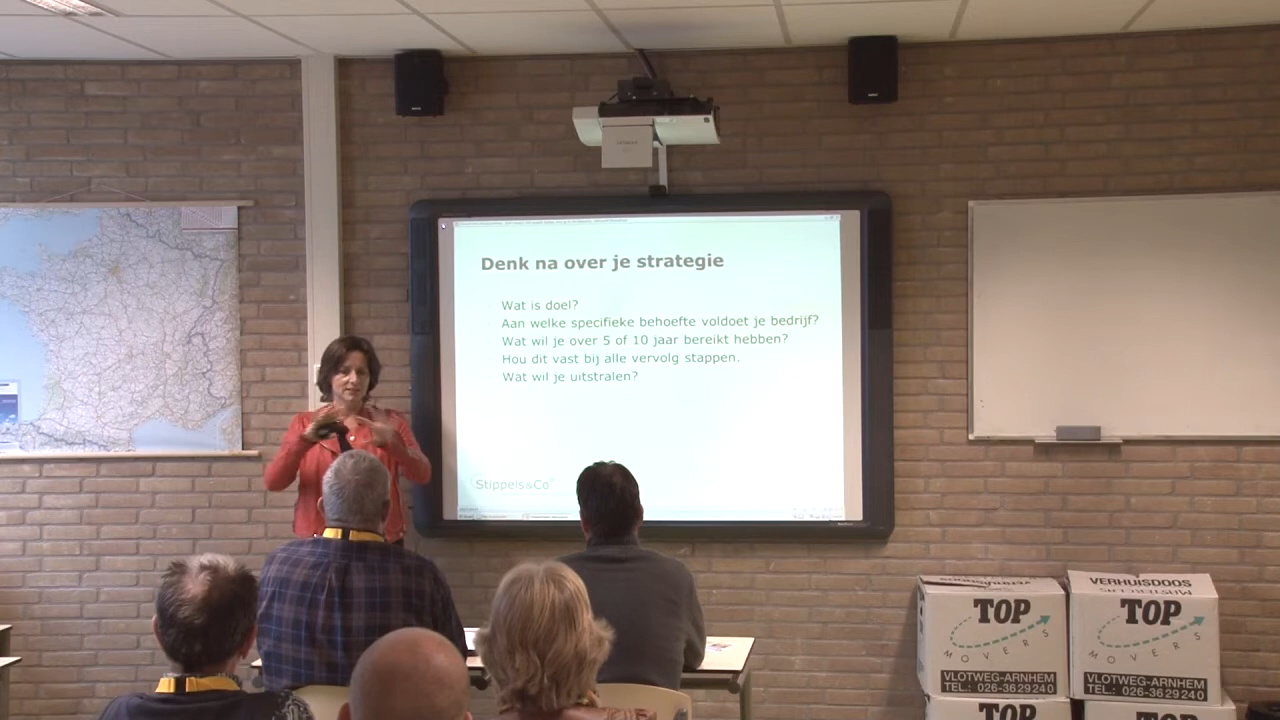 Denk na over je strategie
Wat is doel?
Aan welke specifieke behoefte voldoet je bedrijf?
Wat wil je over 5 of 10 jaar bereikt hebben?
Hou dit vast bij alle vervolg stappen.
Wat wil je uitstralen?
Stippels&Co
TOP
MOVERS
VLOTWEG-ARNHEM
TEL.: 026-3629240
VERHUISDOOS
TOP
MOVERS
VLOTWEG-ARNHEM
TEL.: 026-3629240
TOP
TOP